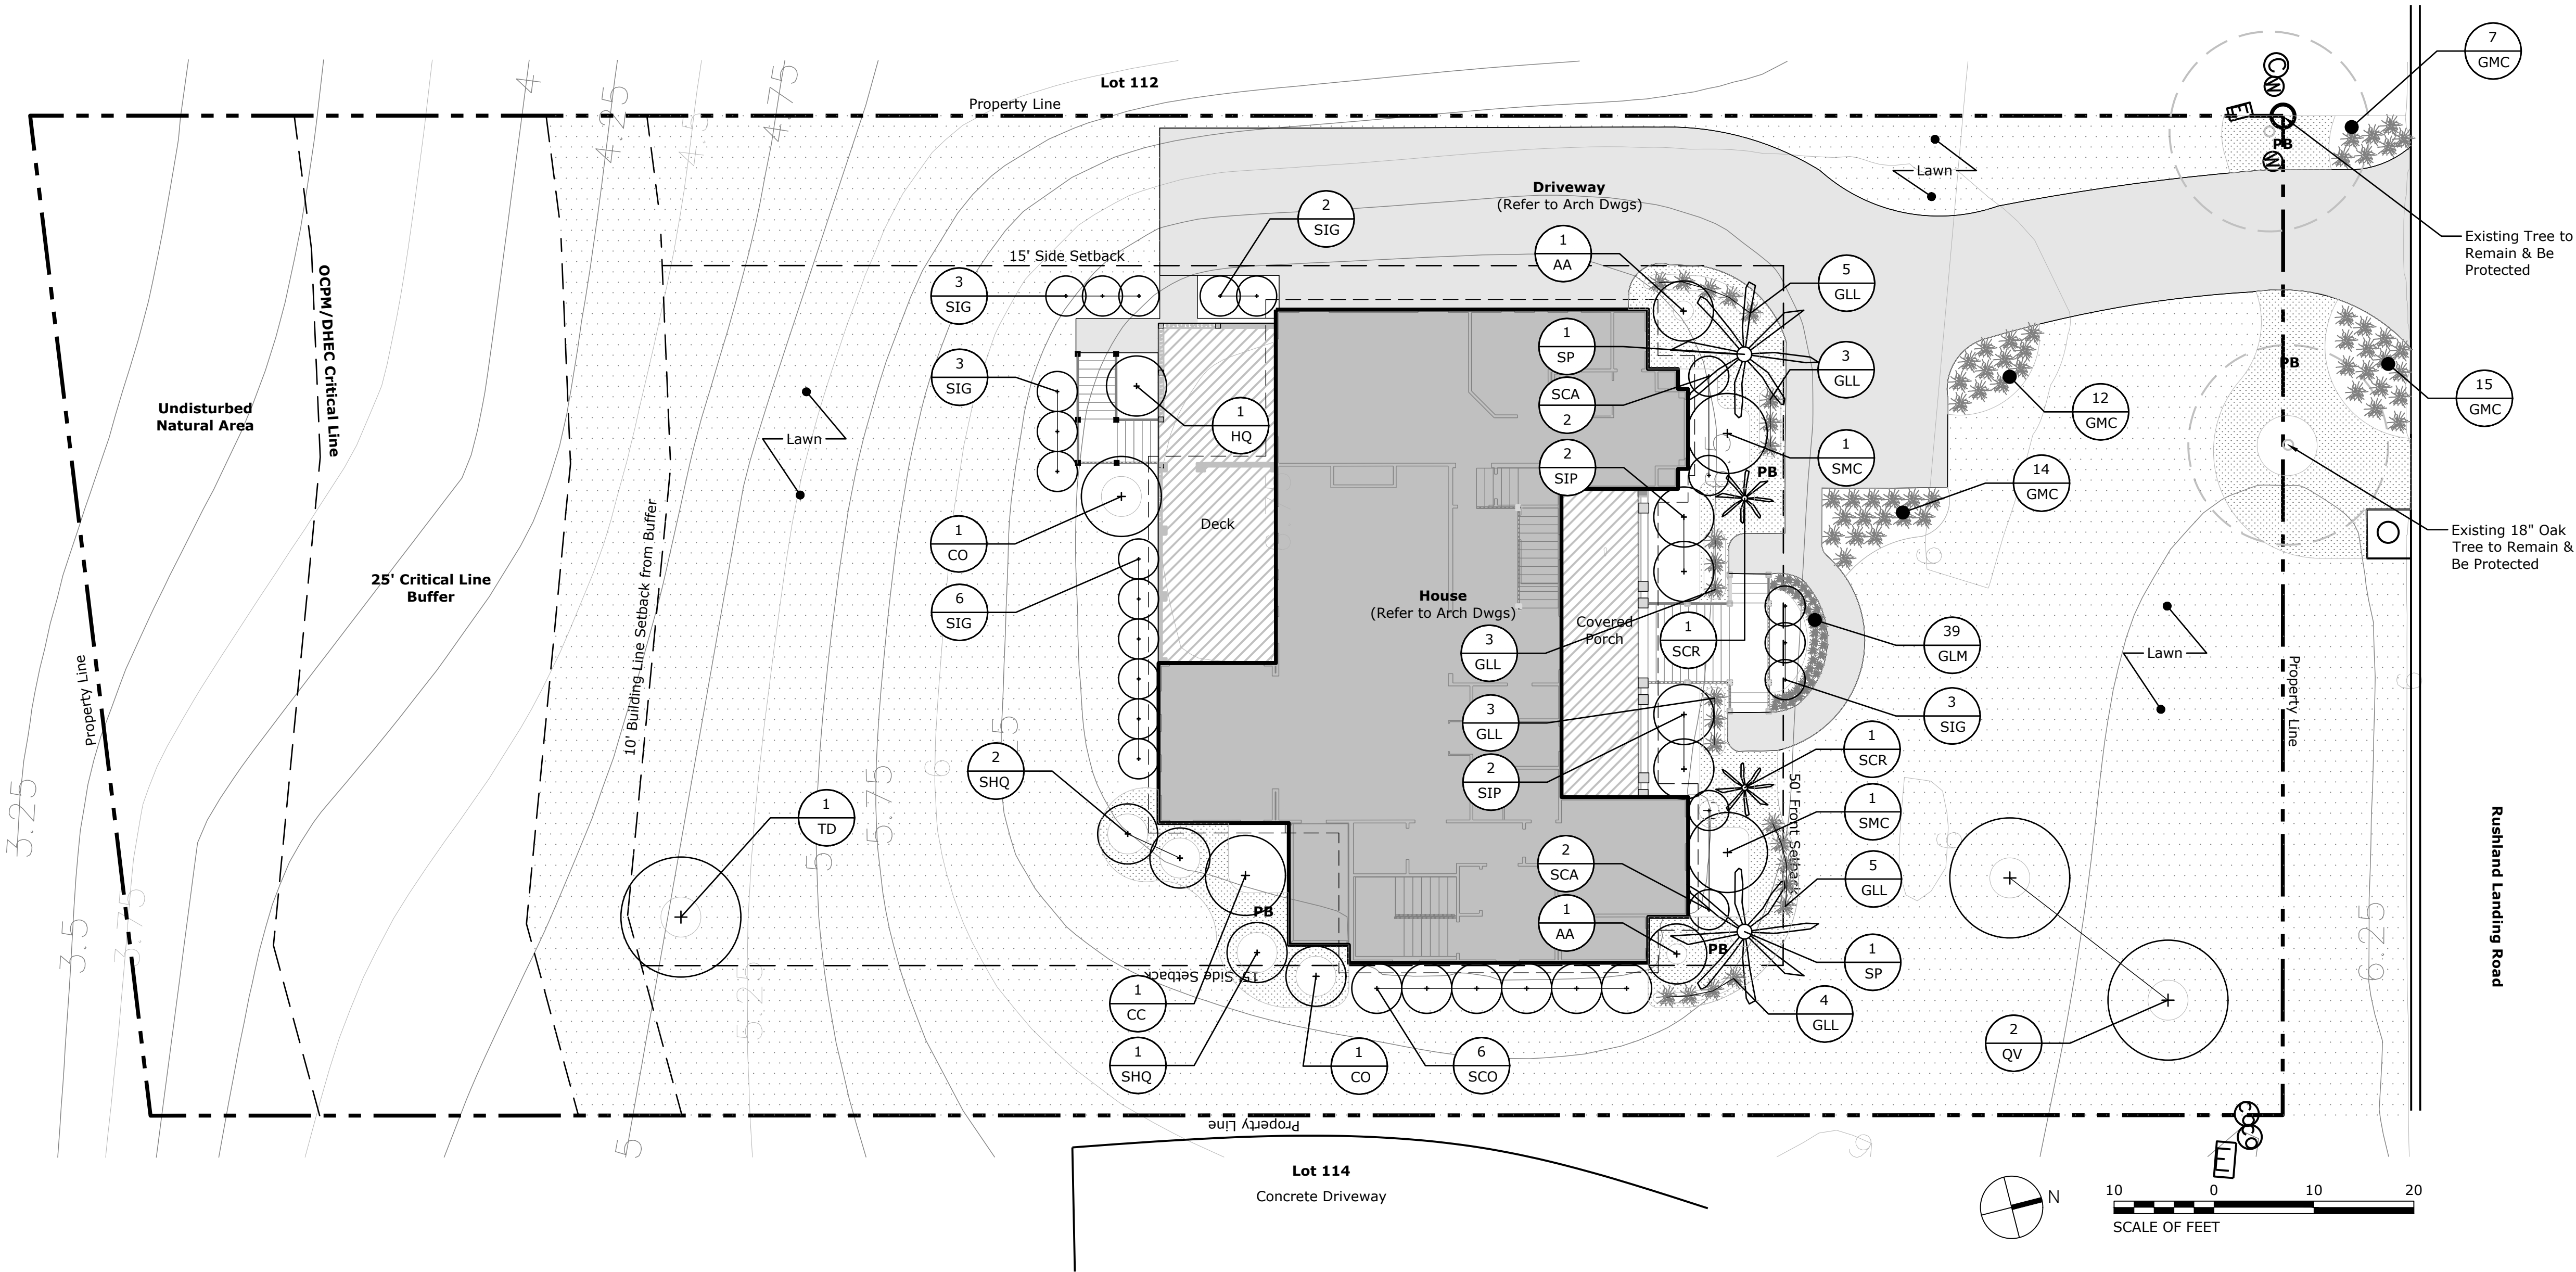 7
GMC
Lot 112
Property Line
4
4.25
4.75
C
W
E
PB
W
Lawn
Driveway
(Refer to Arch Dwgs)
2
SIG
Existing Tree to
Remain & Be
Protected
1
AA
15' Side Setback
5
GLL
3
SIG
OCPM/DHEC Critical Line
1
SP
3
GLL
PB
3
SIG
SCA
2
15
GMC
12
GMC
Undisturbed
Natural Area
1
HQ
Lawn
1
SMC
2
SIP
PB
14
GMC
Deck
1
CO
Existing 18" Oak
Tree to Remain &
Be Protected
10' Building Line Setback from Buffer
25' Critical Line
Buffer
6
SIG
House
(Refer to Arch Dwgs)
Covered
Porch
1
SCR
39
GLM
3
GLL
Lawn
Property Line
Property Line
3
GLL
3
SIG
1
SCR
2
SHQ
2
SIP
50' Front Setback
3.25
5.75
6
1
TD
1
SMC
Rushland Landing Road
2
SCA
5
GLL
5
PB
1
AA
PB
3.5
3.75
6.25
1
SP
15' Side Setback
5.25
1
CC
4
GLL
1
SHQ
1
CO
6
SCO
2
QV
Property Line
5
6
CO
CO
E
Lot 114
Concrete Driveway
N
10 0 10 20
SCALE OF FEET